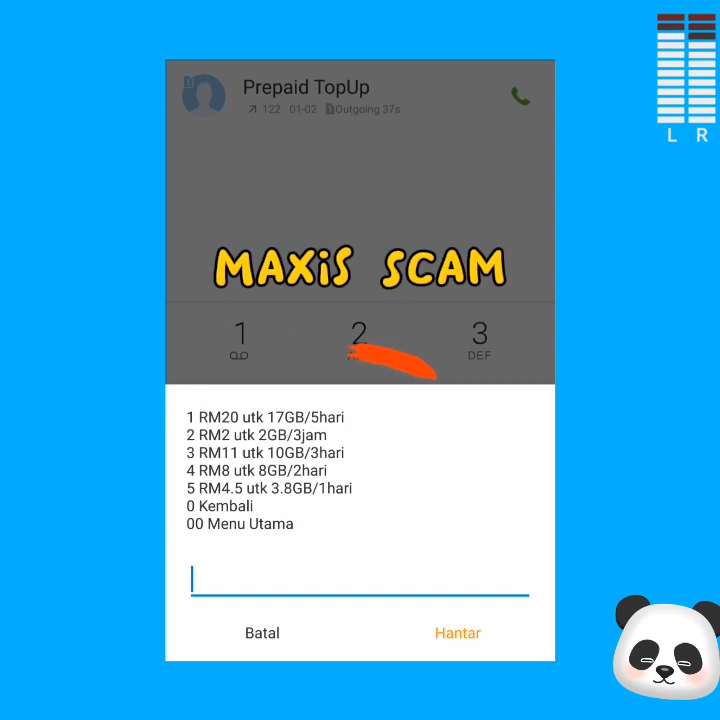 Prepaid TopUp
122 01-02 Outgoing 37s
MAXiS SCAM
1 2 3
DEF
1 RM20 utk 17GB/5hari
2 RM2 utk 2GB/3jam
3 RM11 utk 10GB/3hari
4 RM8 utk 8GB/2hari
5 RM4.5 utk 3.8GB/1hari
0 Kembali
00 Menu Utama
Batal Hantar
L R